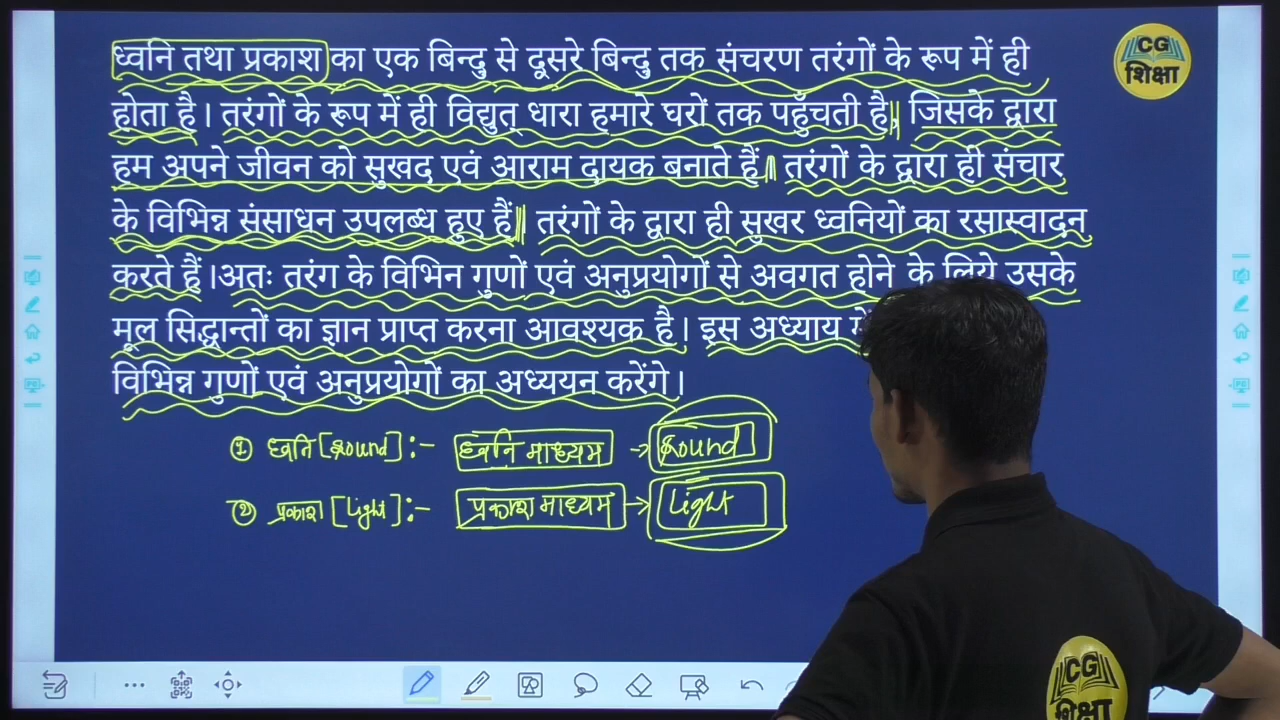 ध्वनि तथा प्रकाश का एक बिन्दु से दूसरे बिन्दु तक संचरण तरंगों के रूप में ही
होता है। तरंगों के रूप में ही विद्युत् धारा हमारे घरों तक पहुँचती है, जिसके द्वारा
हम अपने जीवन को सुखद एवं आराम दायक बनाते हैं। तरंगों के द्वारा ही संचार
के विभिन्न संसाधन उपलब्ध हुए हैं। तरंगों के द्वारा ही सुखर ध्वनियों का रसास्वादन
करते हैं ।अतः तरंग के विभिन गुणों एवं अनुप्रयोगों से अवगत होने के लिये उसके
मूल सिद्धान्तों का ज्ञान प्राप्त करना आवश्यक है। इस अध्याय
विभिन्न गुणों एवं अनुप्रयोगों का अध्ययन करेंगे।
① ध्वनि [Sound] :- ध्वनि माध्यम → Sound
② प्रकाश [Light] :- प्रकाश माध्यम → Light
CG
शिक्षा
CG
शिक्षा